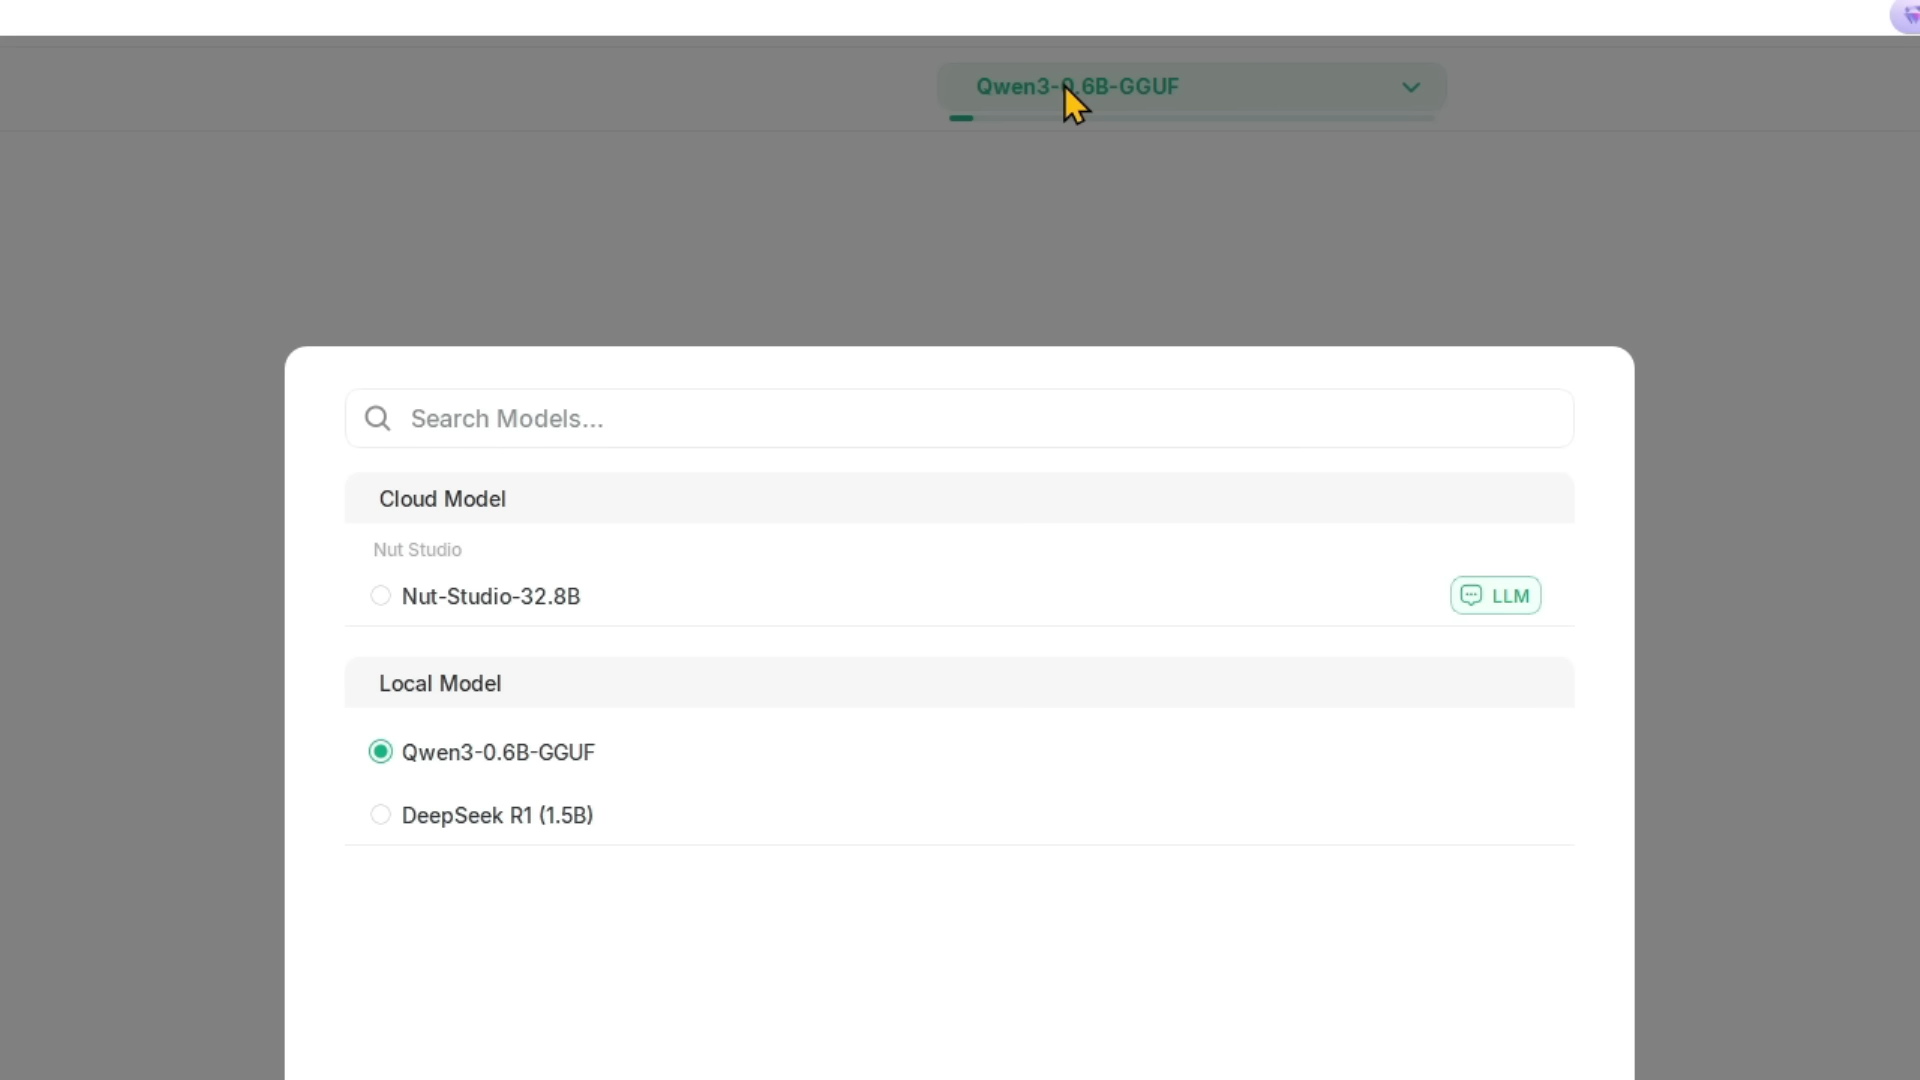 Qwen3-0.6B-GGUF
Search Models...
Cloud Model
Nut Studio
Nut-Studio-32.8B
LLM
Local Model
Qwen3-0.6B-GGUF
DeepSeek R1 (1.5B)